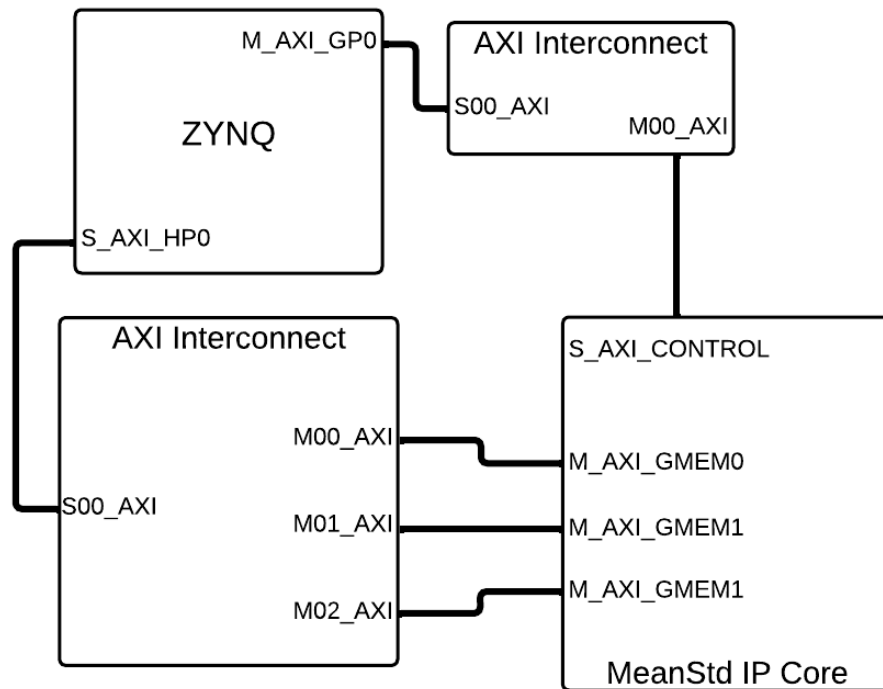 M_AXI_GP0
ZYNQ
S_AXI_HP0
AXI Interconnect
S00_AXI
M00_AXI
AXI Interconnect
M00_AXI
S00_AXI
M01_AXI
M02_AXI
S_AXI_CONTROL
M_AXI_GMEM0
M_AXI_GMEM1
M_AXI_GMEM1
MeanStd IP Core